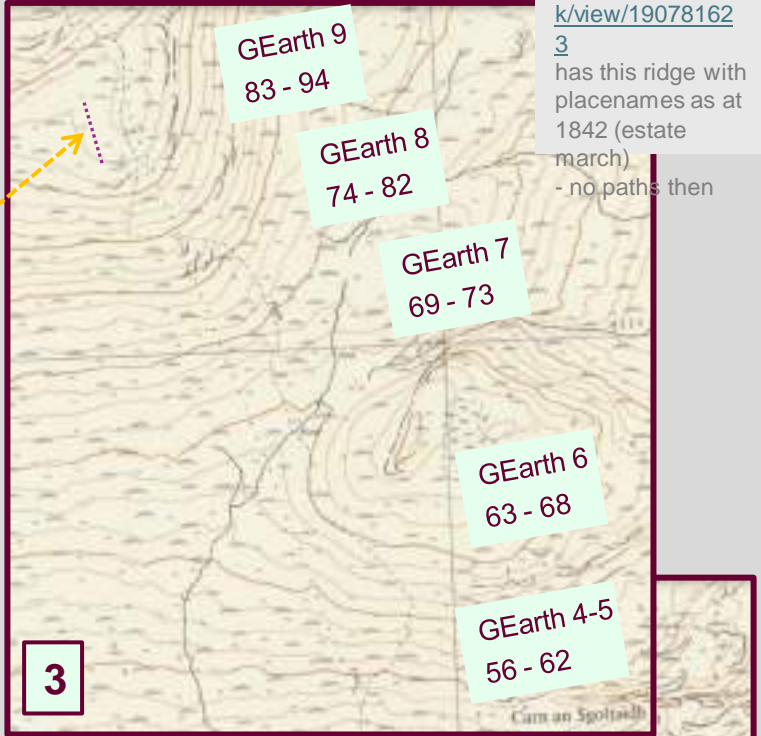 k/view/19078162
3
has this ridge with
placenames as at
1842 (estate
march)
- no paths then
GEarth 9
83 - 94
GEarth 8
74 - 82
GEarth 7
69 - 73
GEarth 6
63 - 68
GEarth 4-5
56 - 62
3
Carn an